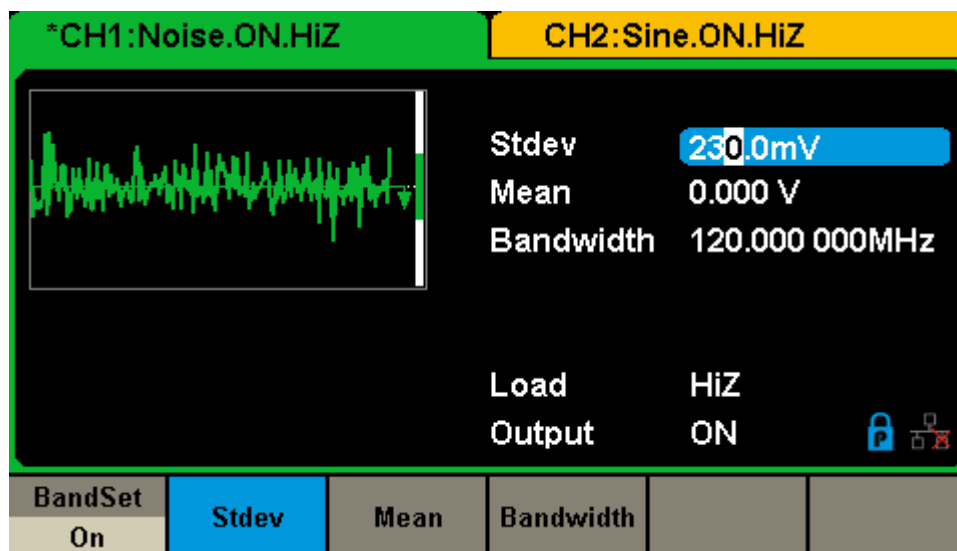 *CH1:Noise.ON.HiZ
CH2:Sine.ON.HiZ
Stdev 230.0mV
Mean 0.000 V
Bandwidth 120.000 000MHz
Load HiZ
Output ON
P
BandSet
On
Stdev
Mean
Bandwidth